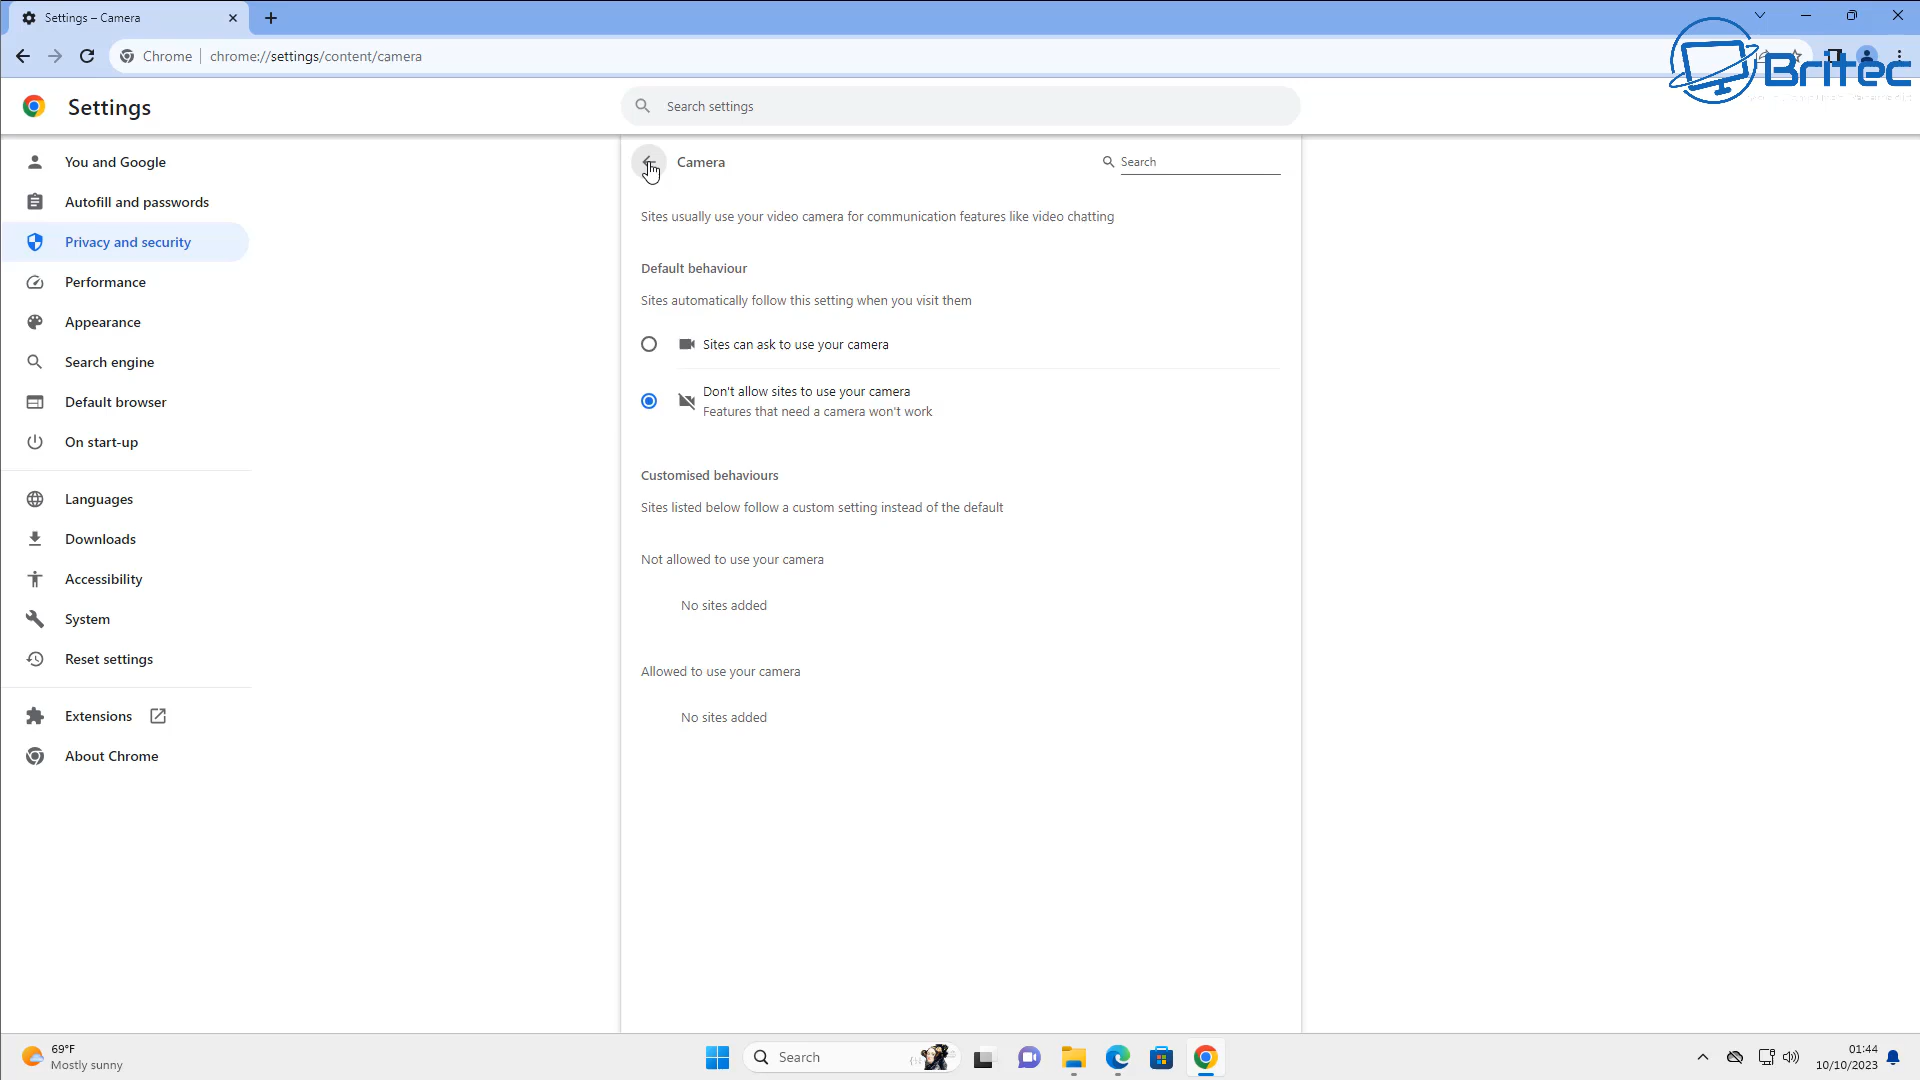 Settings – Camera
Chrome
chrome://settings/content/camera
Britec
Settings
Search settings
You and Google
Autofill and passwords
Privacy and security
Performance
Appearance
Search engine
Default browser
On start-up
Languages
Downloads
Accessibility
System
Reset settings
Extensions
About Chrome
Camera
Search
Sites usually use your video camera for communication features like video chatting
Default behaviour
Sites automatically follow this setting when you visit them
Sites can ask to use your camera
Don't allow sites to use your camera
Features that need a camera won't work
Customised behaviours
Sites listed below follow a custom setting instead of the default
Not allowed to use your camera
No sites added
Allowed to use your camera
No sites added
69°F
Mostly sunny
Search
01:44
10/10/2023